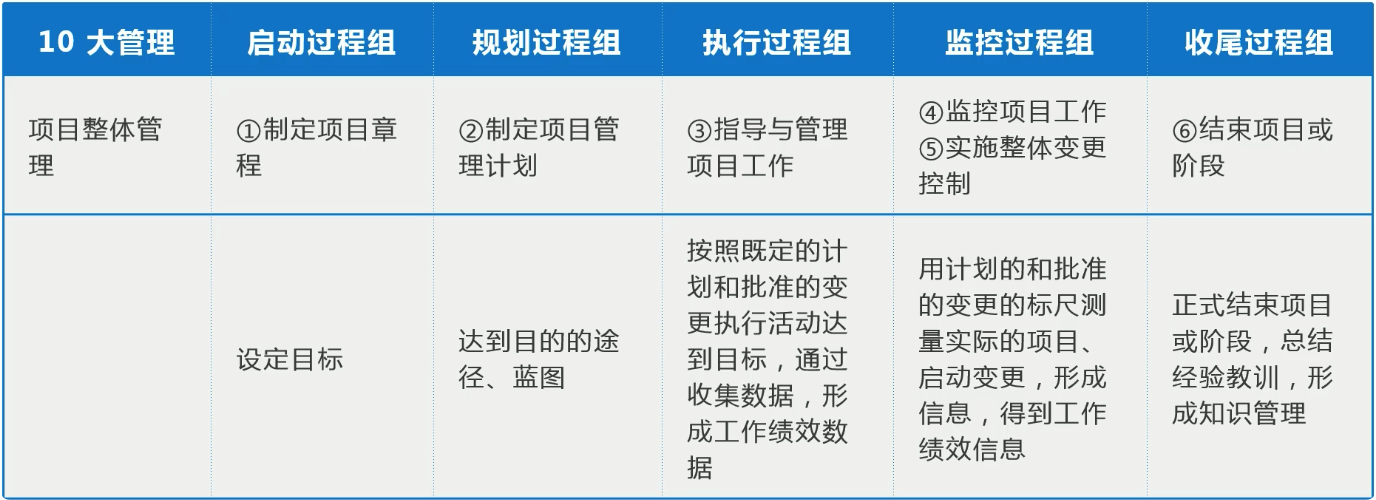 10 大管理
启动过程组
规划过程组
执行过程组
监控过程组
收尾过程组
项目整体管
理
①制定项目章
程
②制定项目管
理计划
③指导与管理
项目工作
④监控项目工作
⑤实施整体变更
控制
⑥结束项目或
阶段
设定目标
达到目的的途
径、蓝图
按照既定的计
划和批准的变
更执行活动达
到目标，通过
收集数据，形
成工作绩效数
据
用计划的和批准
的变更的标尺测
量实际的项目、
启动变更，形成
信息，得到工作
绩效信息
正式结束项目
或阶段，总结
经验教训，形
成知识管理